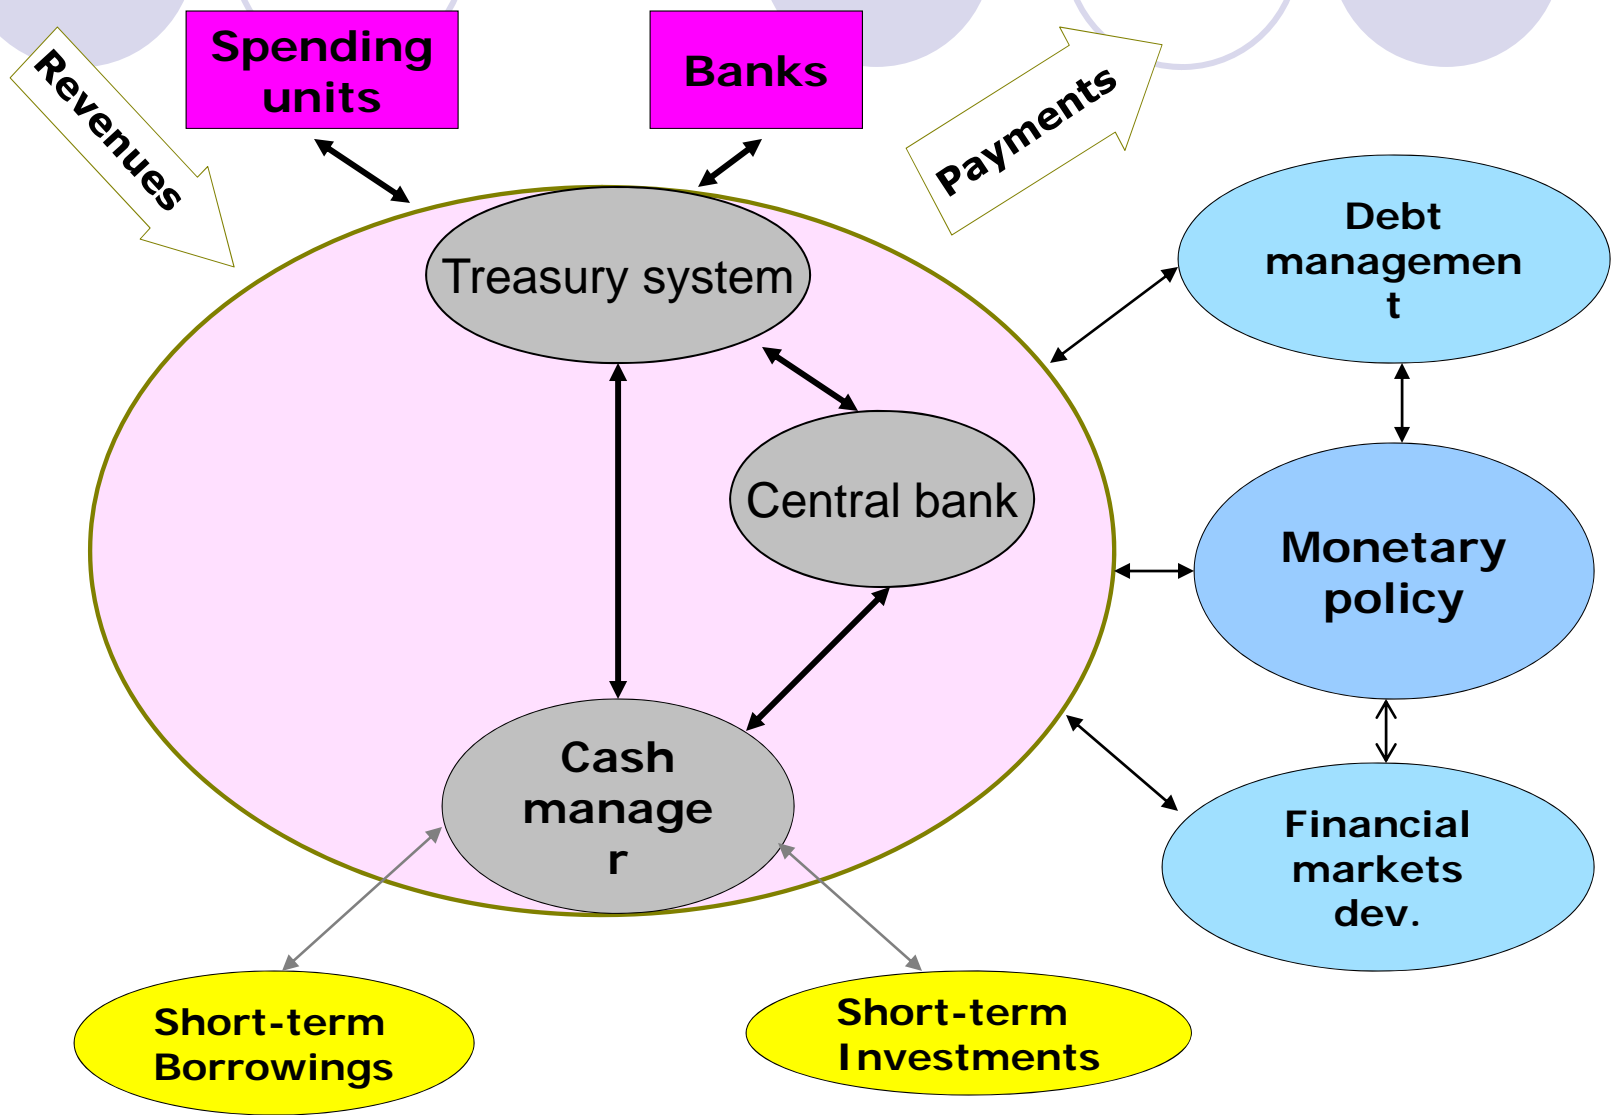 Revenues
Spending
units
Banks
Payments
Debt
managemen
t
Treasury system
Central bank
Monetary
policy
Cash
manage
r
Financial
markets
dev.
Short-term
Borrowings
Short-term
Investments